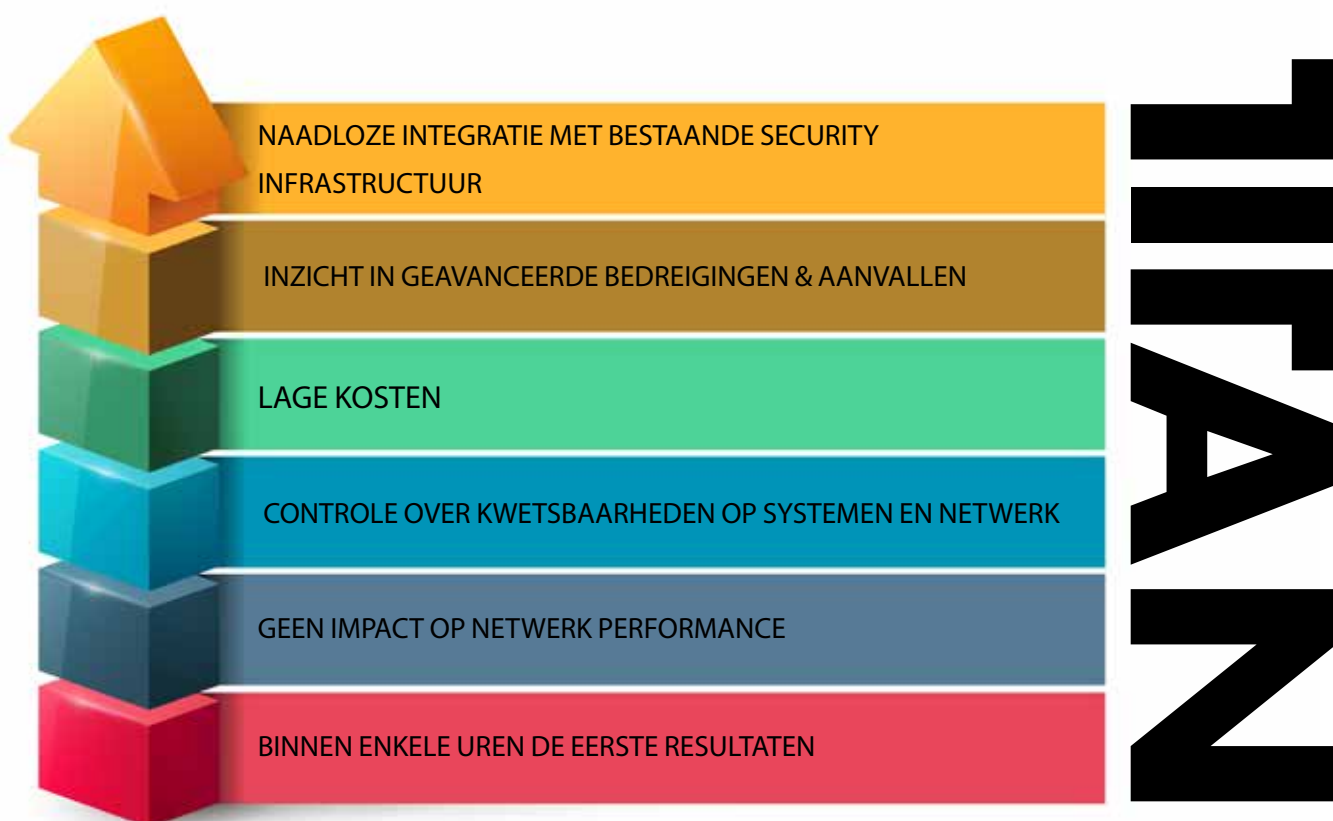 NAADLOZE INTEGRATIE MET BESTAANDE SECURITY
INFRASTRUCTUUR
INZICHT IN GEAVANCEERDE BEDREIGINGEN & AANVALLEN
LAGE KOSTEN
CONTROLE OVER KWETSBAARHEDEN OP SYSTEMEN EN NETWERK
GEEN IMPACT OP NETWERK PERFORMANCE
BINNEN ENKELE UREN DE EERSTE RESULTATEN
TITAN